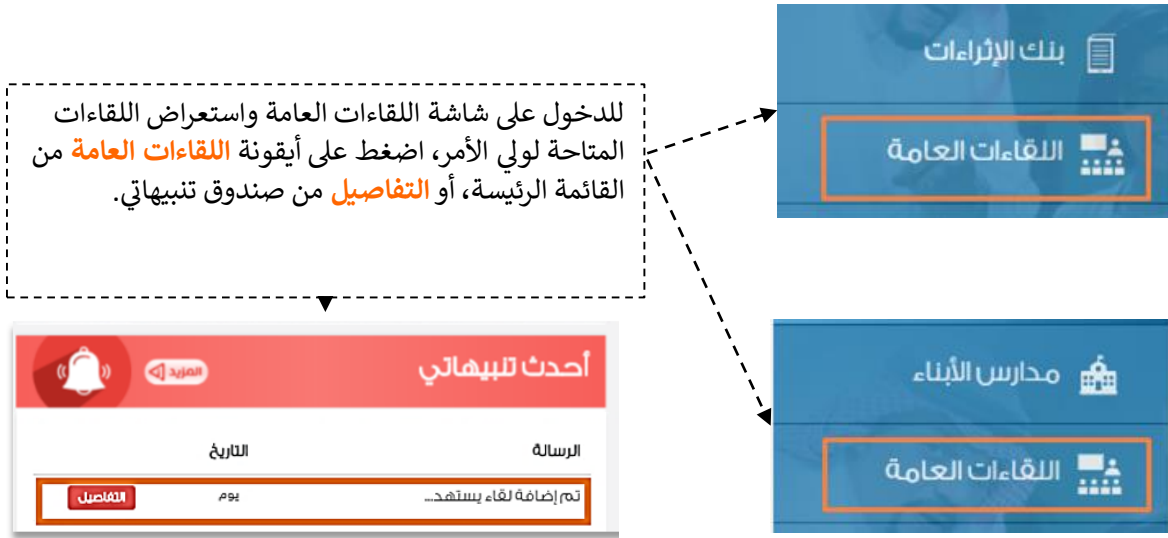 بنك الإثراءات
اللقاءات العامة
للدخول على شاشة اللقاءات العامة واستعراض اللقاءات
المتاحة لولي الأمر، اضغط على أيقونة اللقاءات العامة من
القائمة الرئيسة، أو التفاصيل من صندوق تنبيهاتي.
مدارس الأبناء
اللقاءات العامة
أحدث تنبيهاتي المزيد
الرسالة التاريخ
تم إضافة لقاء يستهد... يوم التفاصيل